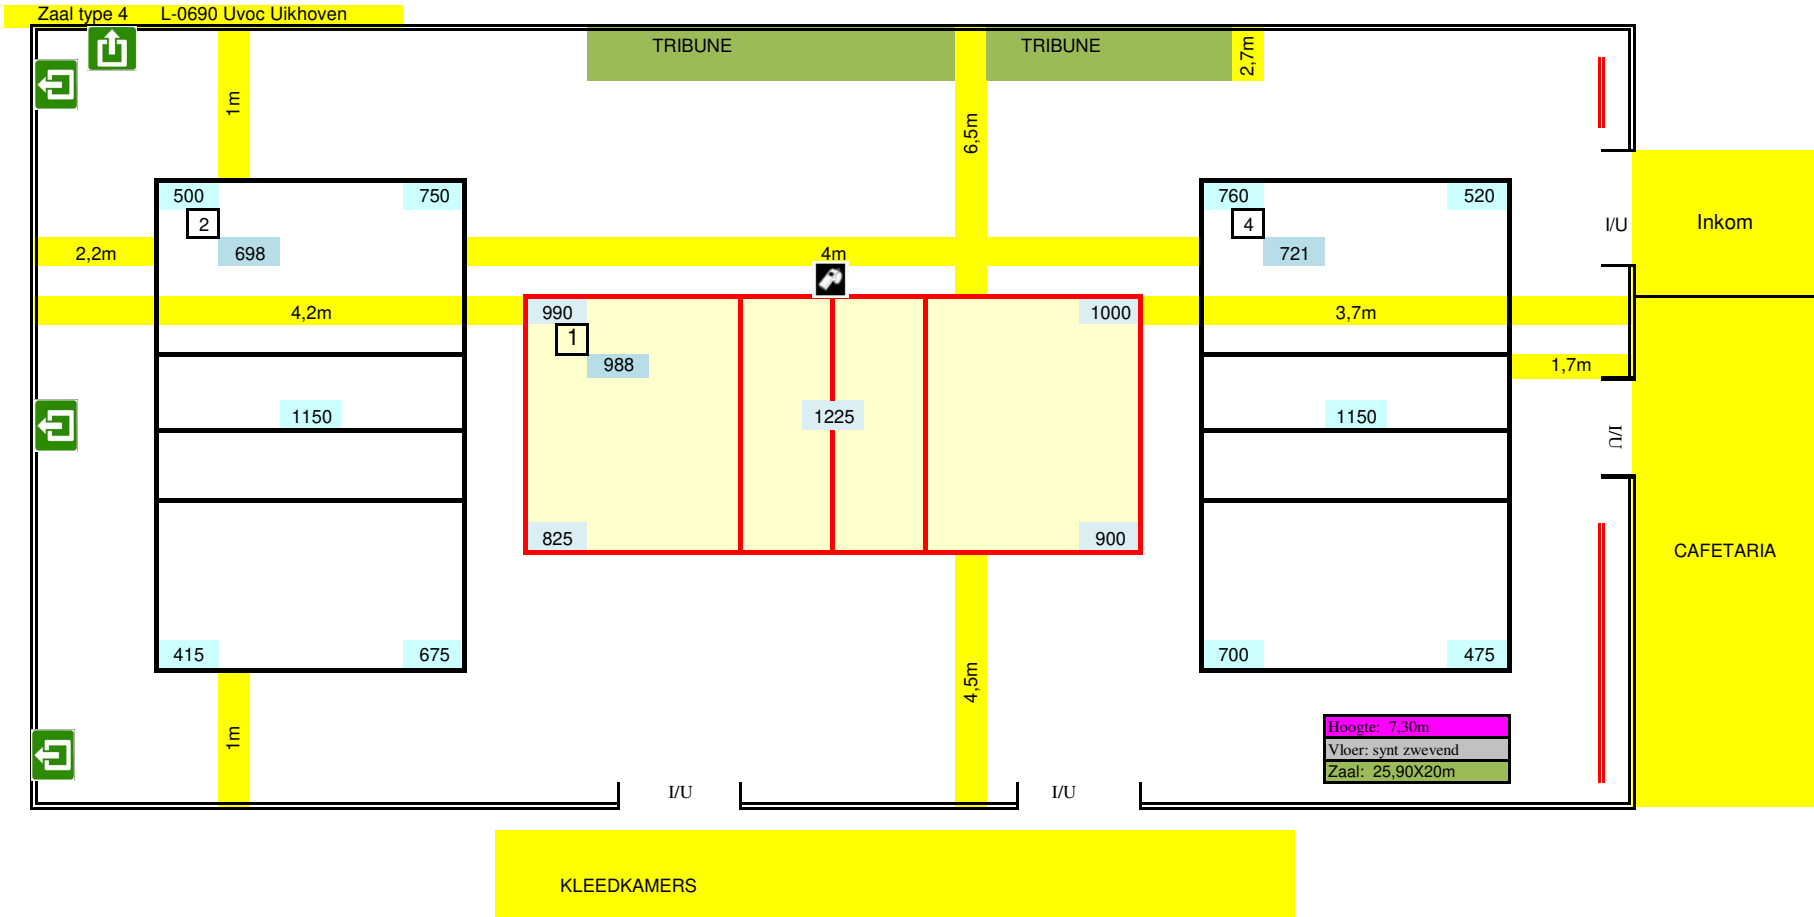 Zaal type 4 L-0690 Uvoc Uikhoven
TRIBUNE TRIBUNE
2,7m
1m
6,5m
500 750 760 520
2 4
I/U Inkom
2,2m 698 4m 721
4,2m 990 1000 3,7m
1
988 1,7m
1150 1225 1150
I/U
825 900
CAFETARIA
415 675 700 475
4,5m
1m
Hoogte: 7,30m
Vloer: synt zwevend
Zaal: 25,90X20m
I/U I/U
KLEEDKAMERS